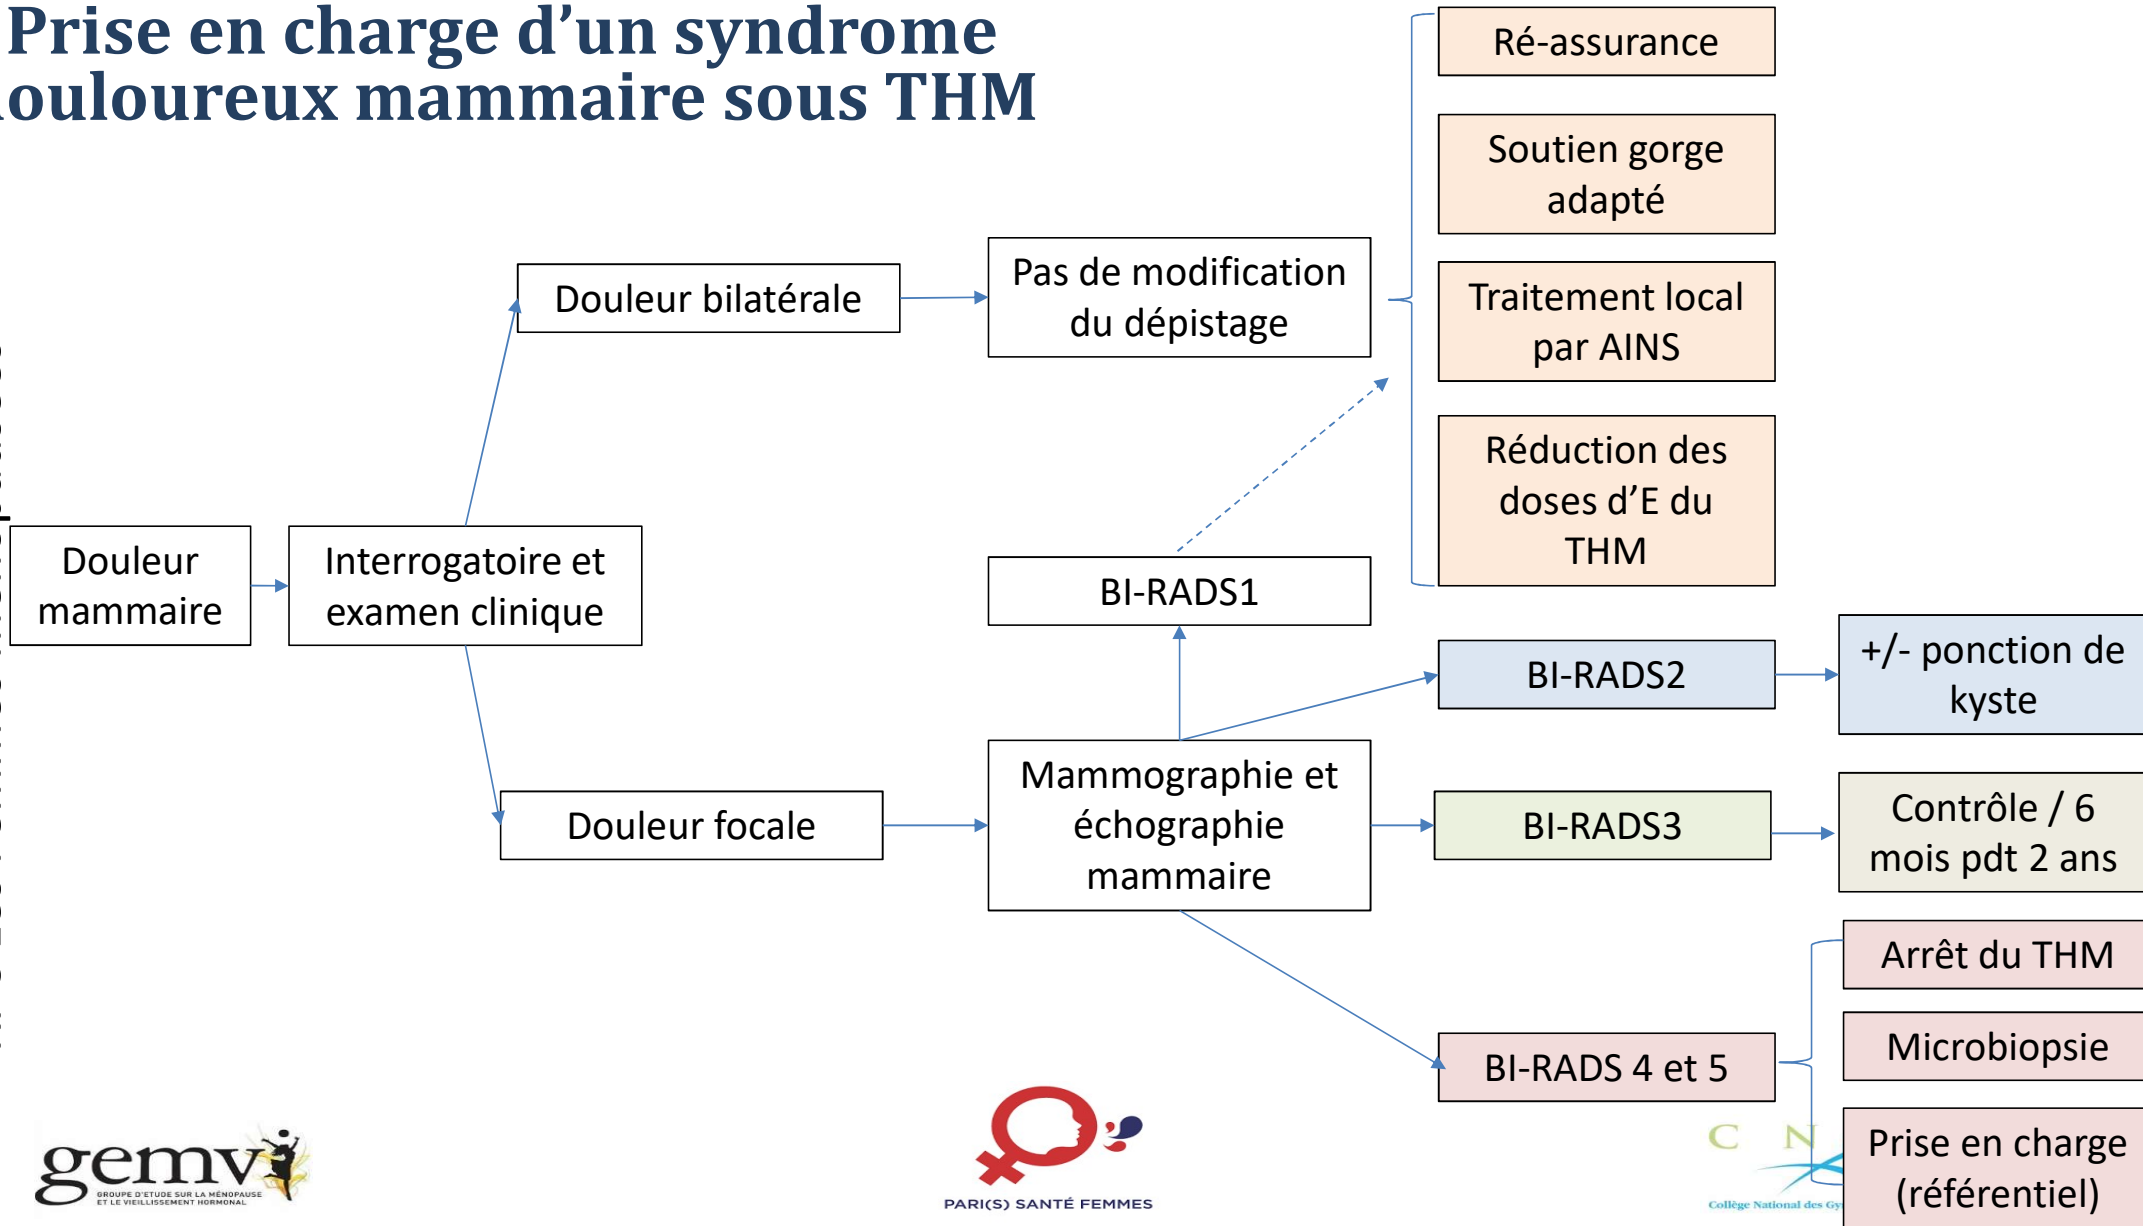 Prise en charge d’un syndrome
ouloureux mammaire sous THM
Ré-assurance
Soutien gorge
adapté
Traitement local
par AINS
Réduction des
doses d’E du
THM
Douleur bilatérale
Pas de modification
du dépistage
Douleur
mammaire
Interrogatoire et
examen clinique
BI-RADS1
BI-RADS2
+/- ponction de
kyste
Douleur focale
Mammographie et
échographie
mammaire
BI-RADS3
Contrôle / 6
mois pdt 2 ans
BI-RADS 4 et 5
Arrêt du THM
Microbiopsie
Prise en charge
(référentiel)
gemvi
GROUPE D'ETUDE SUR LA MÉNOPAUSE
ET LE VIEILLISSEMENT HORMONAL
PARI(S) SANTÉ FEMMES
C N
Collège National des Gy